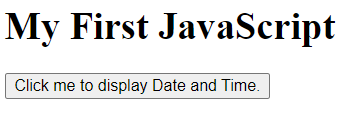 My First JavaScript
Click me to display Date and Time.